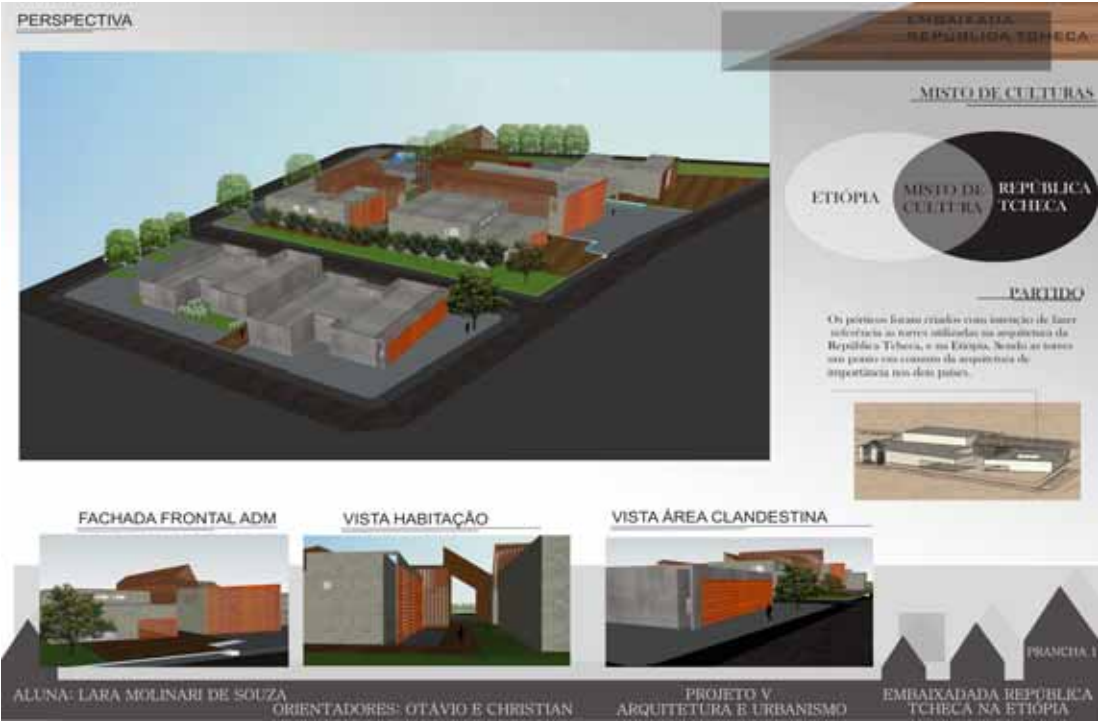 PERSPECTIVA
EMBAIXADA
REPÚBLICA TCHECA
MISTO DE CULTURAS
ETIÓPIA
MISTO DE
CULTURA
REPÚBLICA
TCHECA
PARTIDO
Os pórticos foram criados com intenção de fazer
referência as torres utilizadas na arquitetura da
República Tcheca, e na Etiópia. Sendo as torres
um ponto em comum da arquitetura de
importância nos dois países.
FACHADA FRONTAL ADM
VISTA HABITAÇÃO
VISTA ÁREA CLANDESTINA
PRANCHA 1
ALUNA: LARA MOLINARI DE SOUZA
ORIENTADORES: OTÁVIO E CHRISTIAN
PROJETO V
ARQUITETURA E URBANISMO
EMBAIXADADA REPÚBLICA
TCHECA NA ETIÓPIA